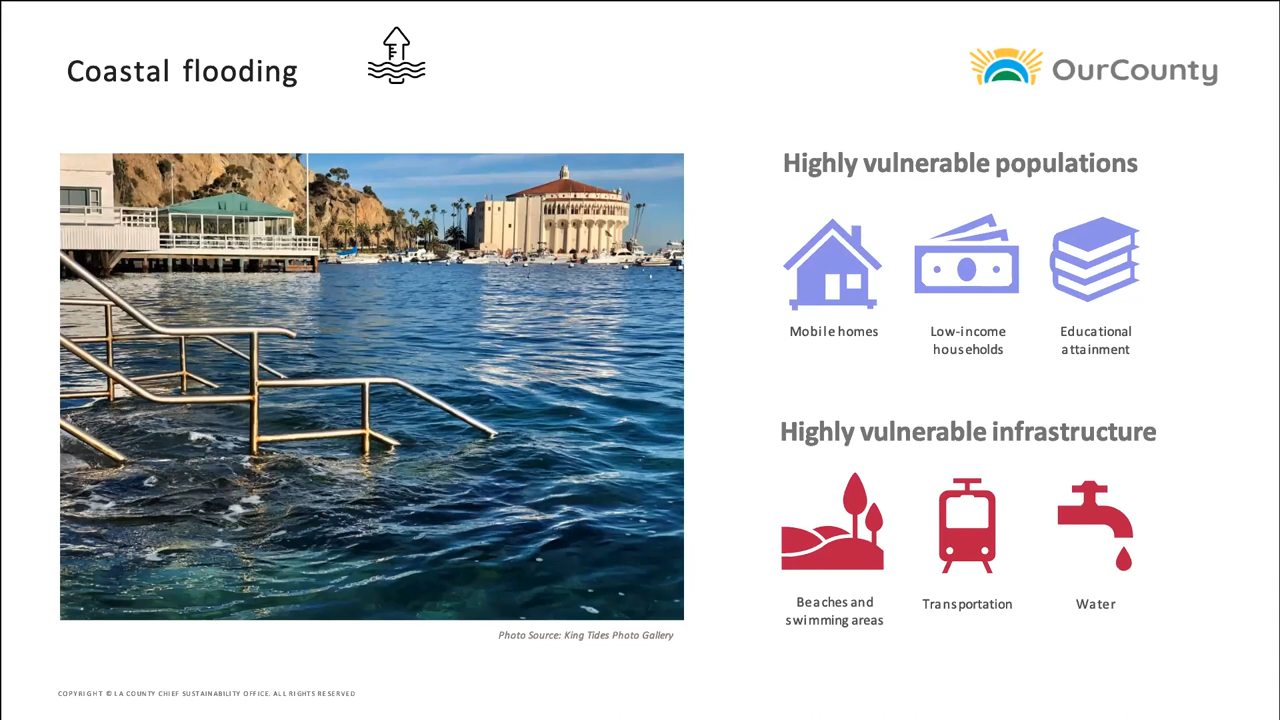 Coastal flooding
OurCounty
Highly vulnerable populations
Mobile homes
Low-income
households
Educational
attainment
Highly vulnerable infrastructure
Beaches and
swimming areas
Transportation
Water
Photo Source: King Tides Photo Gallery
COPYRIGHT © LA COUNTY CHIEF SUSTAINABILITY OFFICE. ALL RIGHTS RESERVED